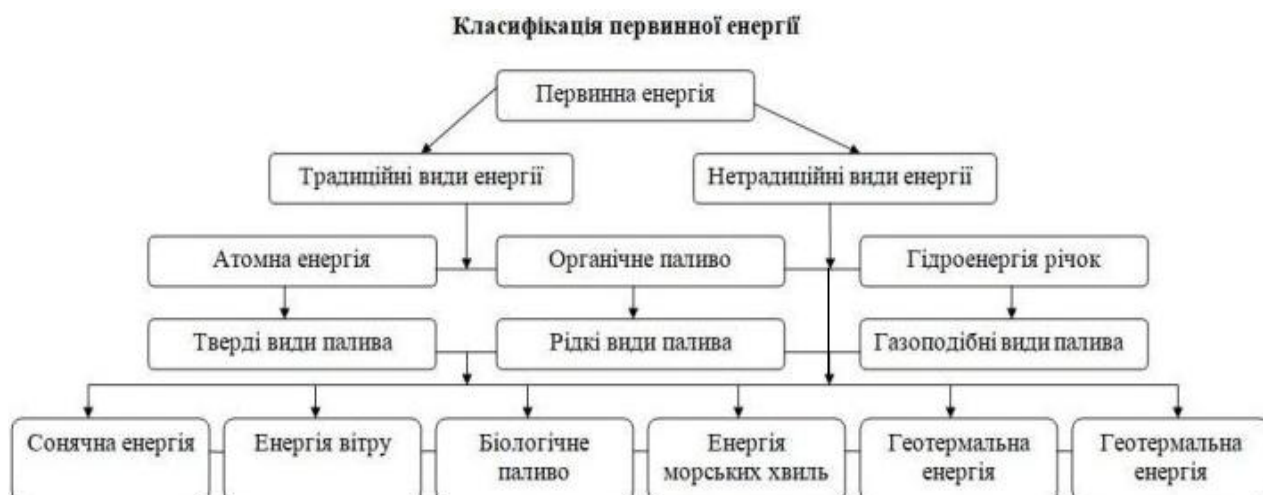 Класифікація первинної енергії
Первинна енергія
Традиційні види енергії
Нетрадиційні види енергії
Атомна енергія
Органічне паливо
Гідроенергія річок
Тверді види палива
Рідкі види палива
Газоподібні види палива
Сонячна енергія
Енергія вітру
Біологічне
паливо
Енергія
морських хвиль
Геотермальна
енергія
Геотермальна
енергія